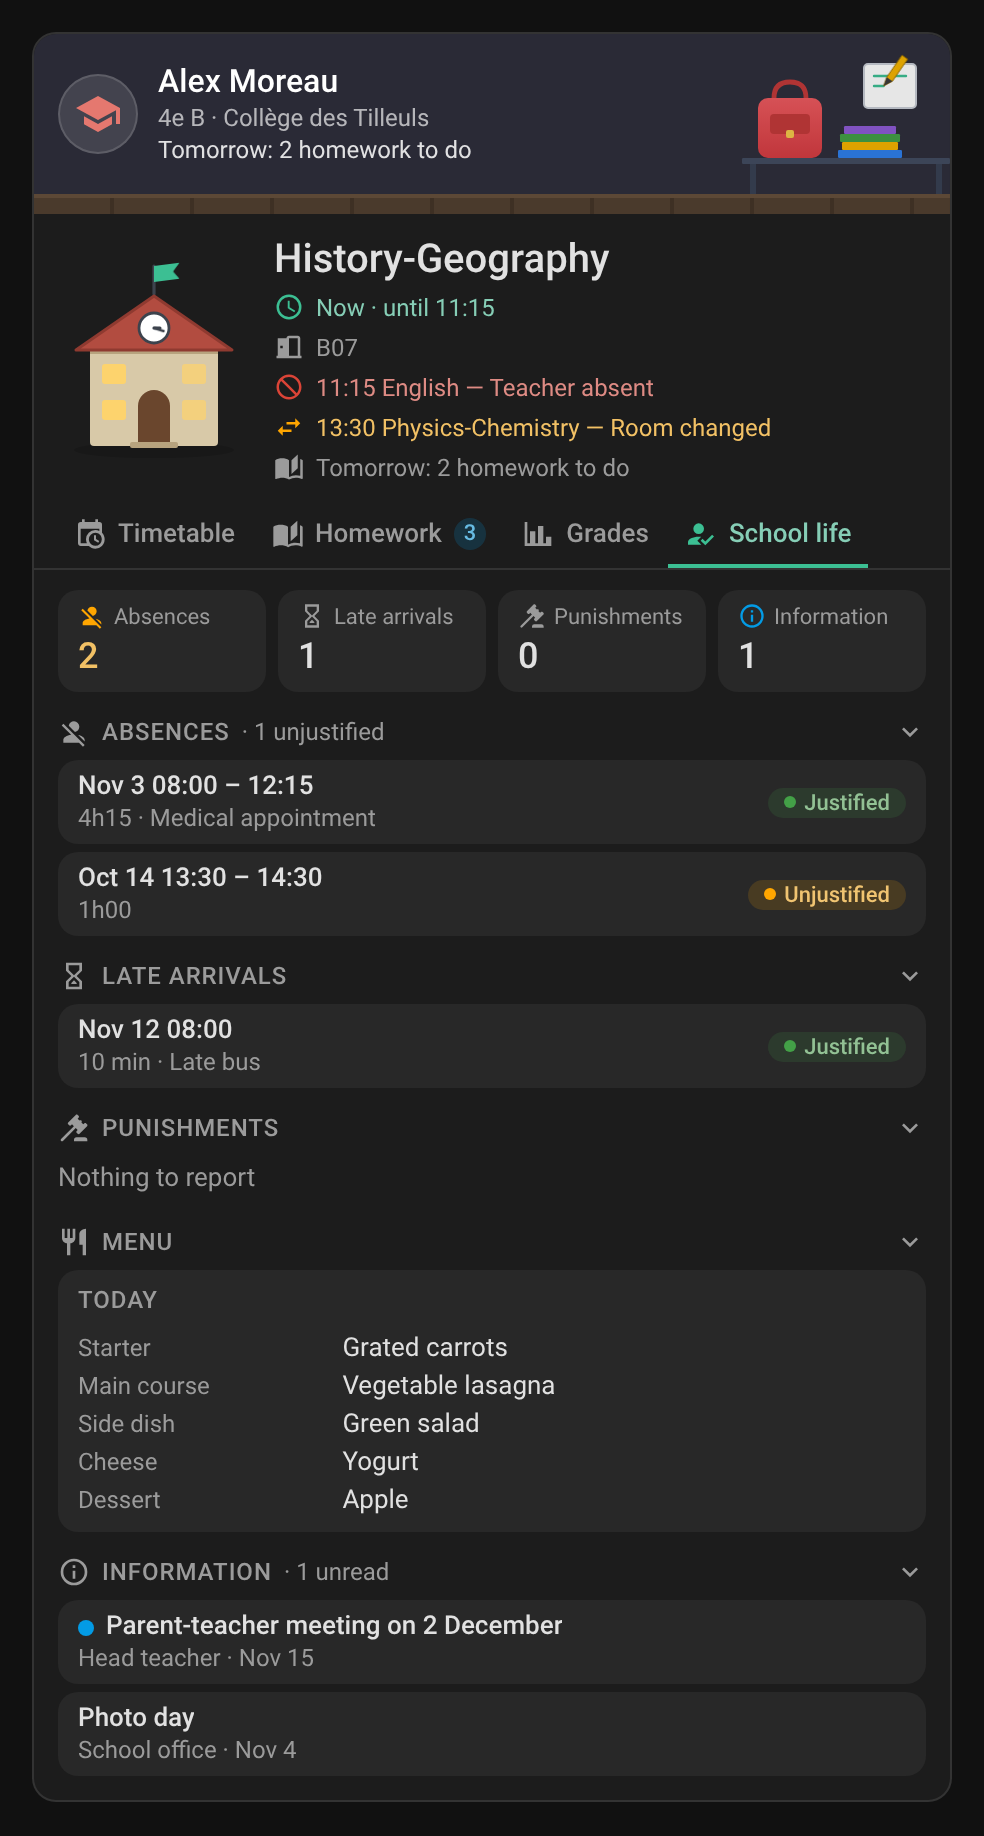 Alex Moreau
4e B · Collège des Tilleuls
Tomorrow: 2 homework to do
History-Geography
Now · until 11:15
B07
11:15 English — Teacher absent
13:30 Physics-Chemistry — Room changed
Tomorrow: 2 homework to do
Timetable Homework 3 Grades School life
Absences Late arrivals Punishments Information
2 1 0 1
ABSENCES · 1 unjustified
Nov 3 08:00 – 12:15
4h15 · Medical appointment
Justified
Oct 14 13:30 – 14:30
1h00
Unjustified
LATE ARRIVALS
Nov 12 08:00
10 min · Late bus
Justified
PUNISHMENTS
Nothing to report
MENU
TODAY
Starter Grated carrots
Main course Vegetable lasagna
Side dish Green salad
Cheese Yogurt
Dessert Apple
INFORMATION · 1 unread
Parent-teacher meeting on 2 December
Head teacher · Nov 15
Photo day
School office · Nov 4